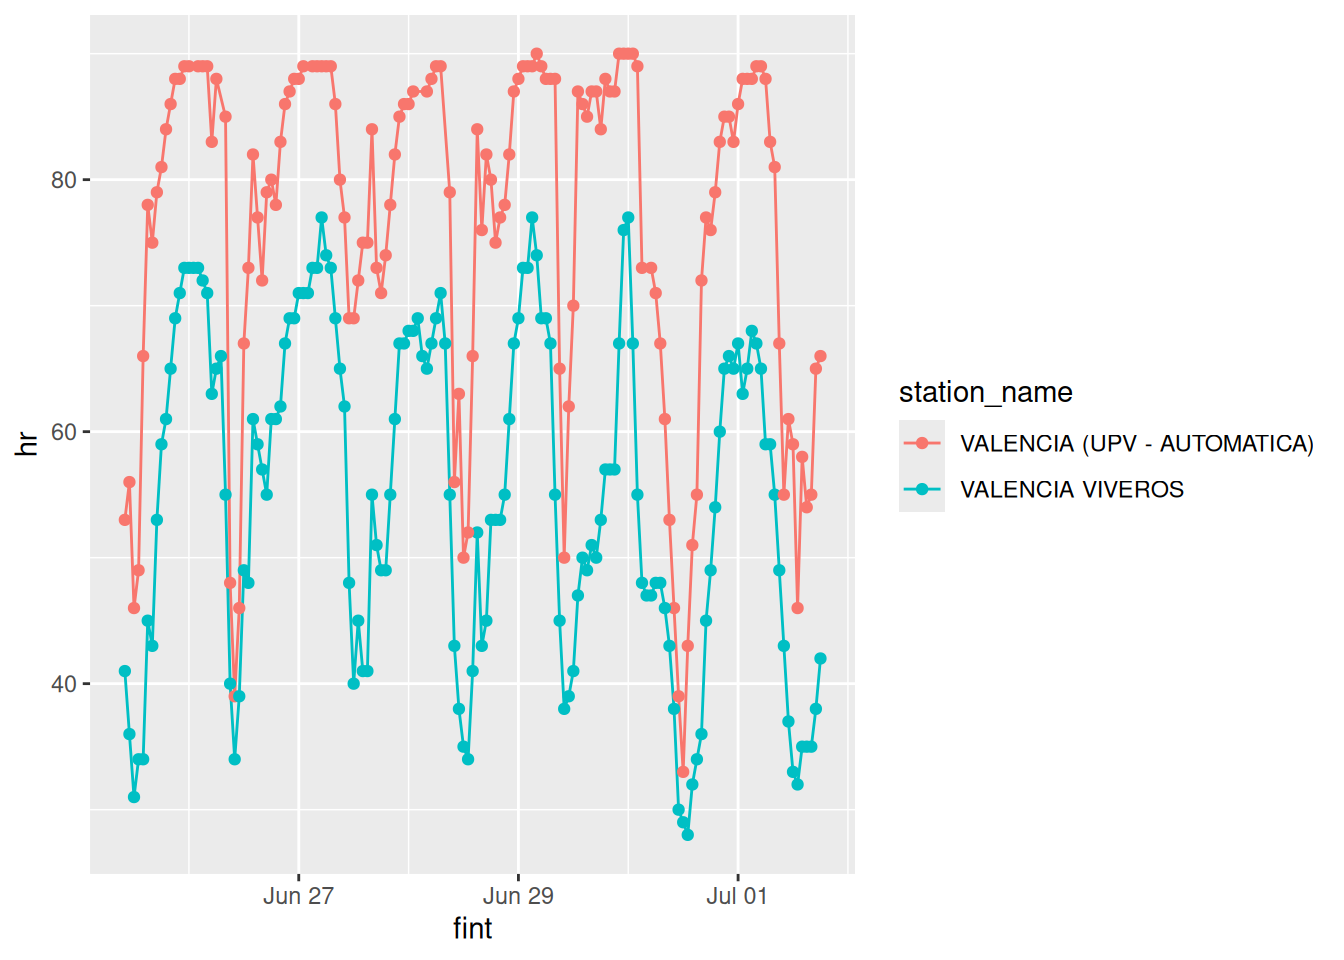 80
60
40
hr
Jun 27
Jun 29
Jul 01
fint
station_name
VALENCIA (UPV - AUTOMATICA)
VALENCIA VIVEROS